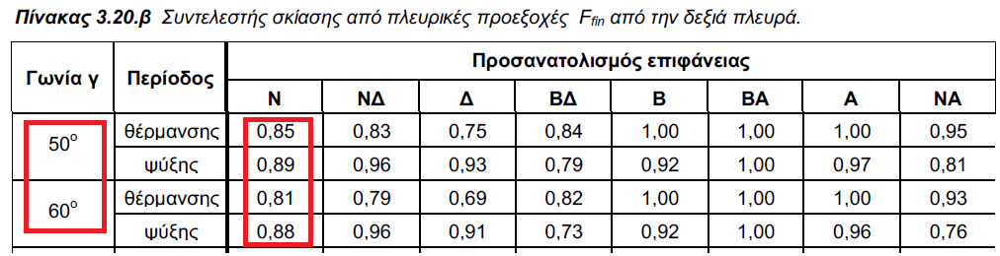 Πίνακας 3.20.β Συντελεστής σκίασης από πλευρικές προεξοχές Ffin από την δεξιά πλευρά.
Γωνία γ Περίοδος Προσανατολισμός επιφάνειας
Ν ΝΔ Δ ΒΔ Β ΒΑ Α ΝΑ
50° θέρμανσης 0,85 0,83 0,75 0,84 1,00 1,00 1,00 0,95
ψύξης 0,89 0,96 0,93 0,79 0,92 1,00 0,97 0,81
60° θέρμανσης 0,81 0,79 0,69 0,82 1,00 1,00 1,00 0,93
ψύξης 0,88 0,96 0,91 0,73 0,92 1,00 0,96 0,76